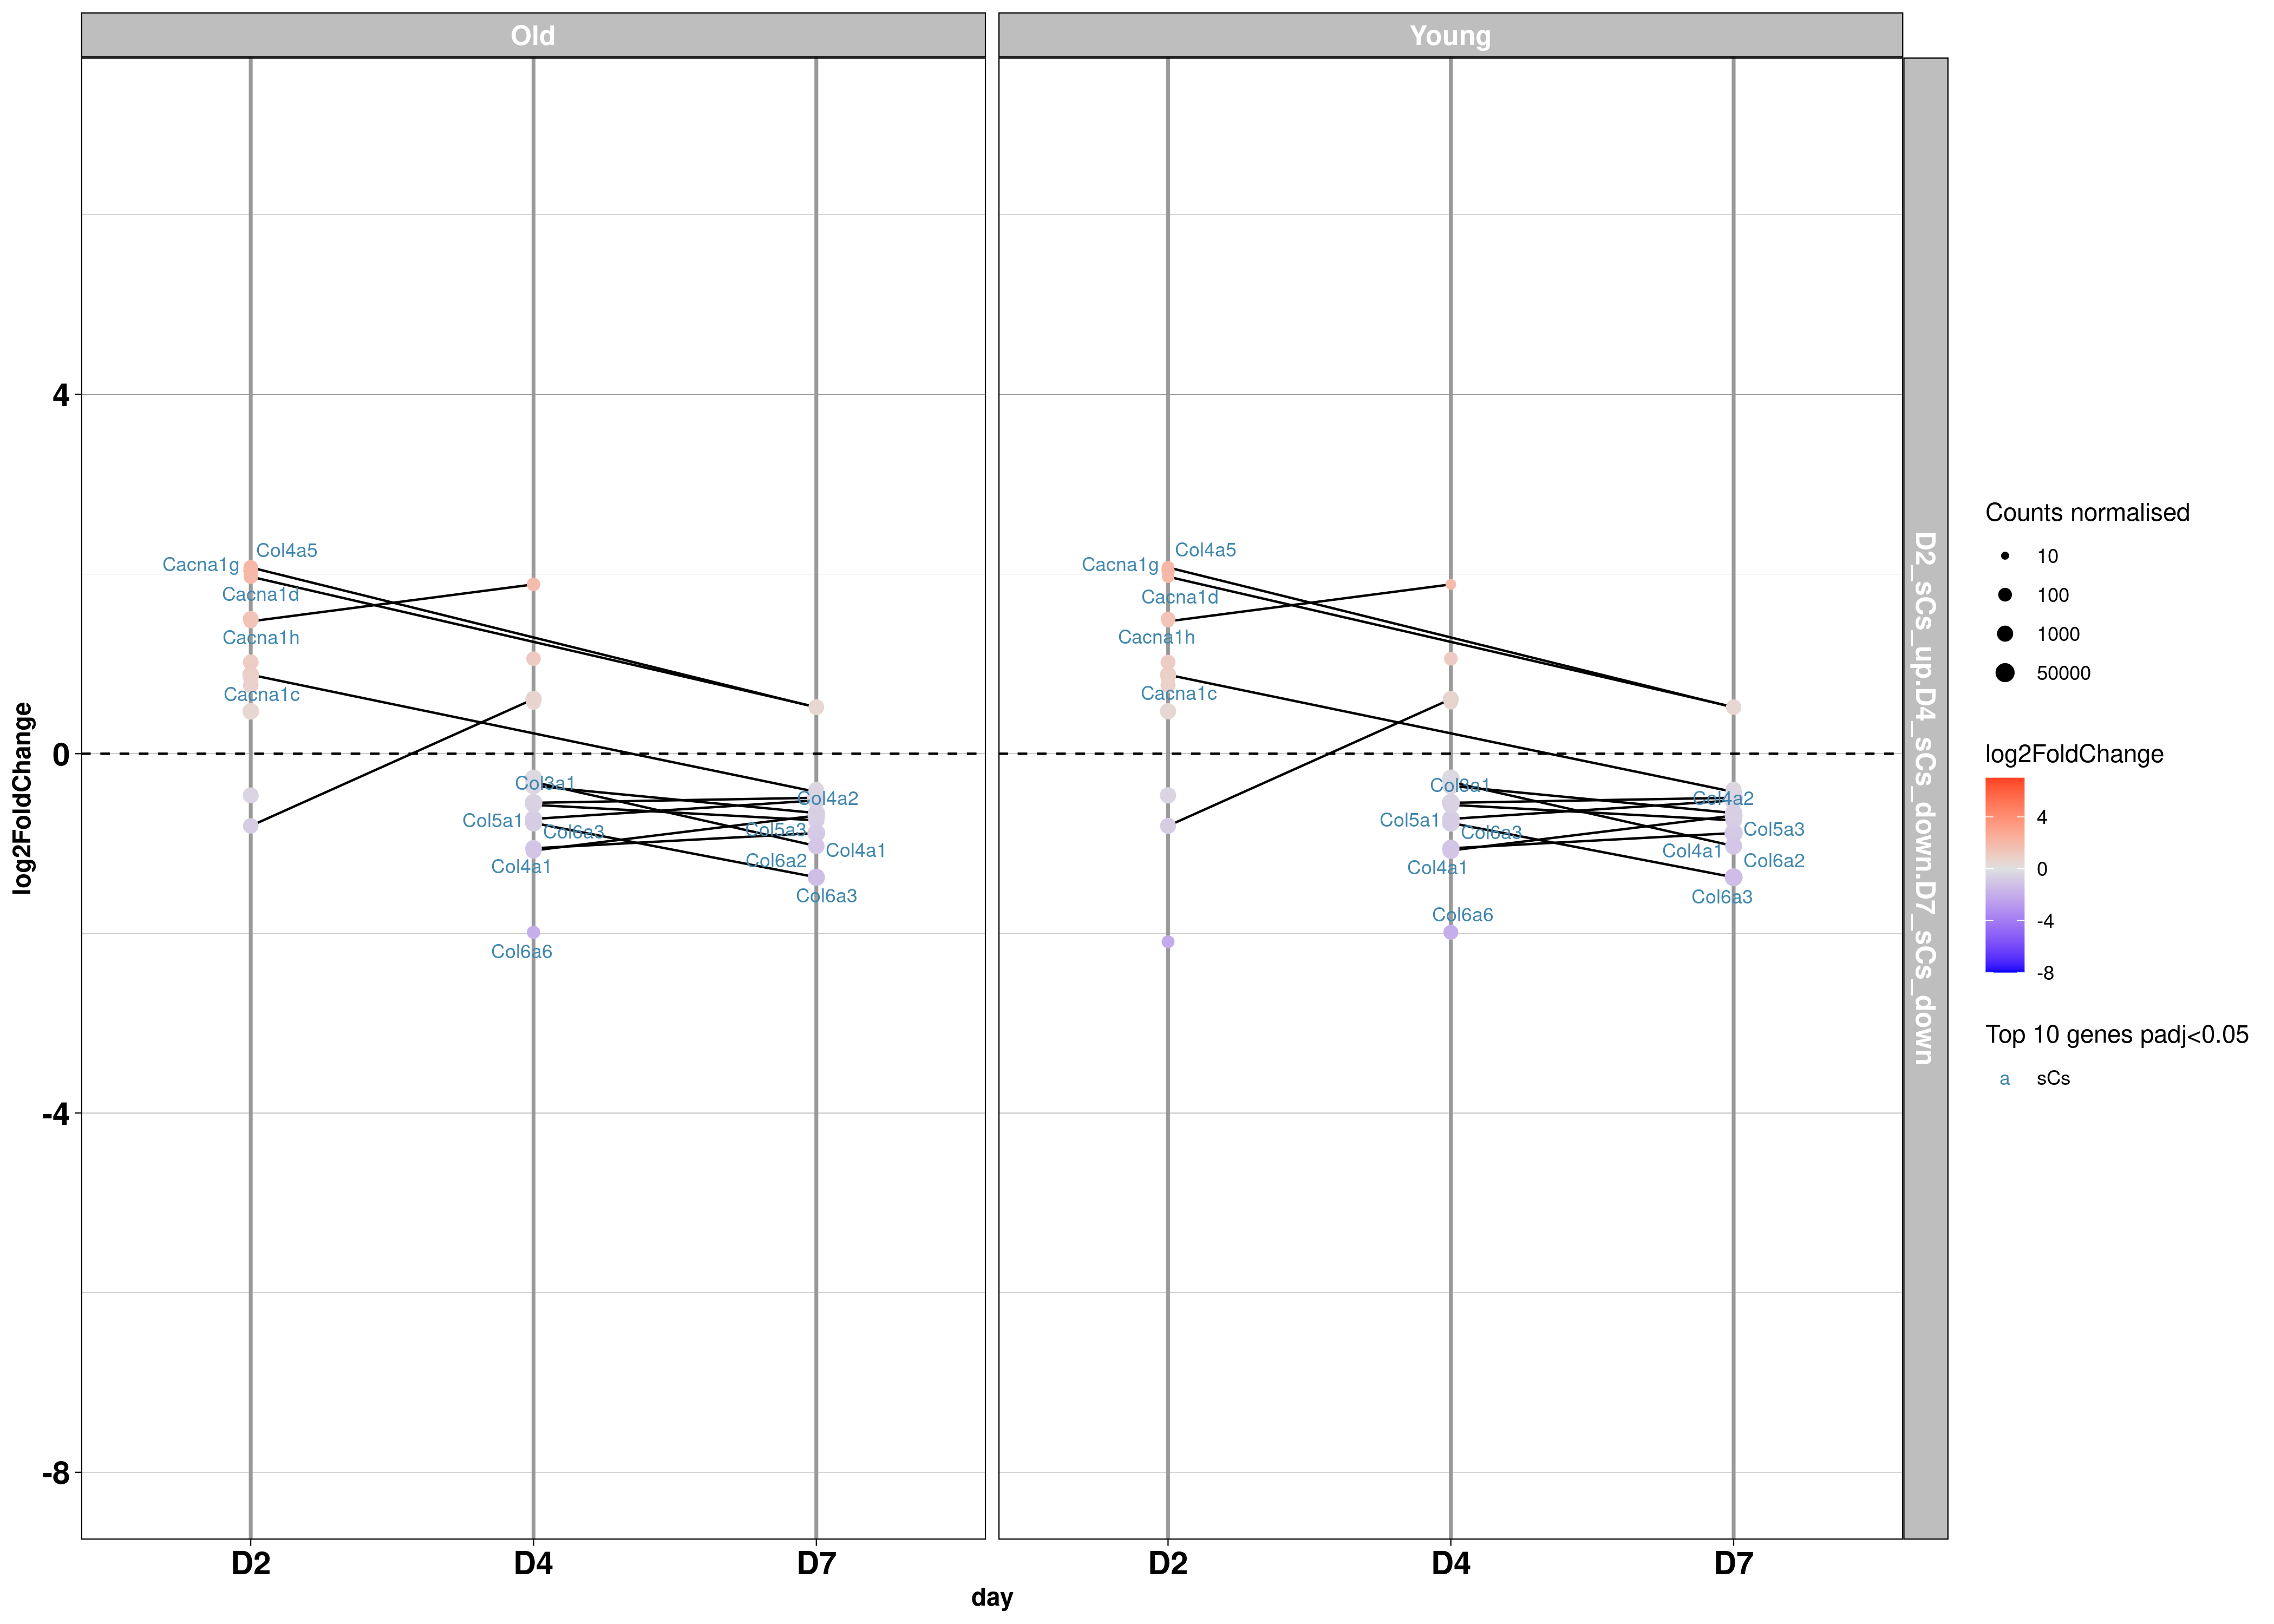 Old
Young
D2_sCs_up.D4_sCs_down.D7_sCs_down
log2FoldChange
4
0
-4
-8
Col4a5
Cacna1g
Cacna1d
Cacna1h
Cacna1c
Col3a1
Col5a1
Col6a3
Col4a1
Col6a6
Col4a2
Col5a3
Col4a1
Col6a2
Col6a3
Col4a5
Cacna1g
Cacna1d
Cacna1h
Cacna1c
Col3a1
Col5a1
Col6a3
Col4a1
Col6a6
Col4a2
Col5a3
Col4a1
Col6a2
Col6a3
D2
D4
D7
D2
D4
D7
day
Counts normalised
10
100
1000
50000
log2FoldChange
4
0
-4
-8
Top 10 genes padj<0.05
a sCs